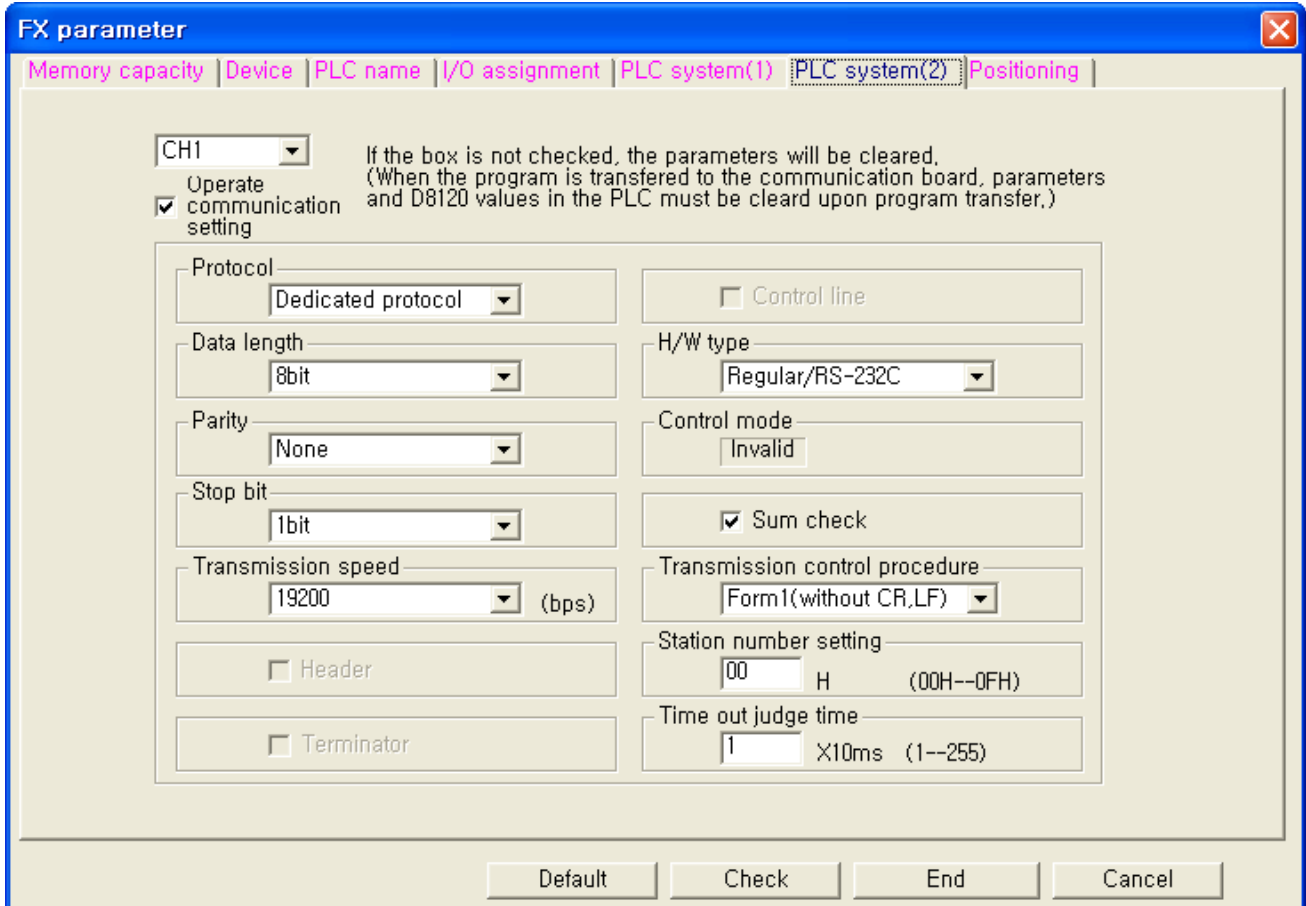 FX parameter
Memory capacity Device PLC name I/O assignment PLC system(1) PLC system(2) Positioning
CH1
If the box is not checked, the parameters will be cleared,
(When the program is transfered to the communication board, parameters
and D8120 values in the PLC must be cleard upon program transfer,)
Operate
communication
setting
Protocol
Dedicated protocol
Control line
Data length
8bit
H/W type
Regular/RS-232C
Parity
None
Control mode
Invalid
Stop bit
1bit
Sum check
Transmission speed
19200 (bps)
Transmission control procedure
Form1(without CR,LF)
Header
Station number setting
00 H (00H--0FH)
Terminator
Time out judge time
1 X10ms (1--255)
Default Check End Cancel